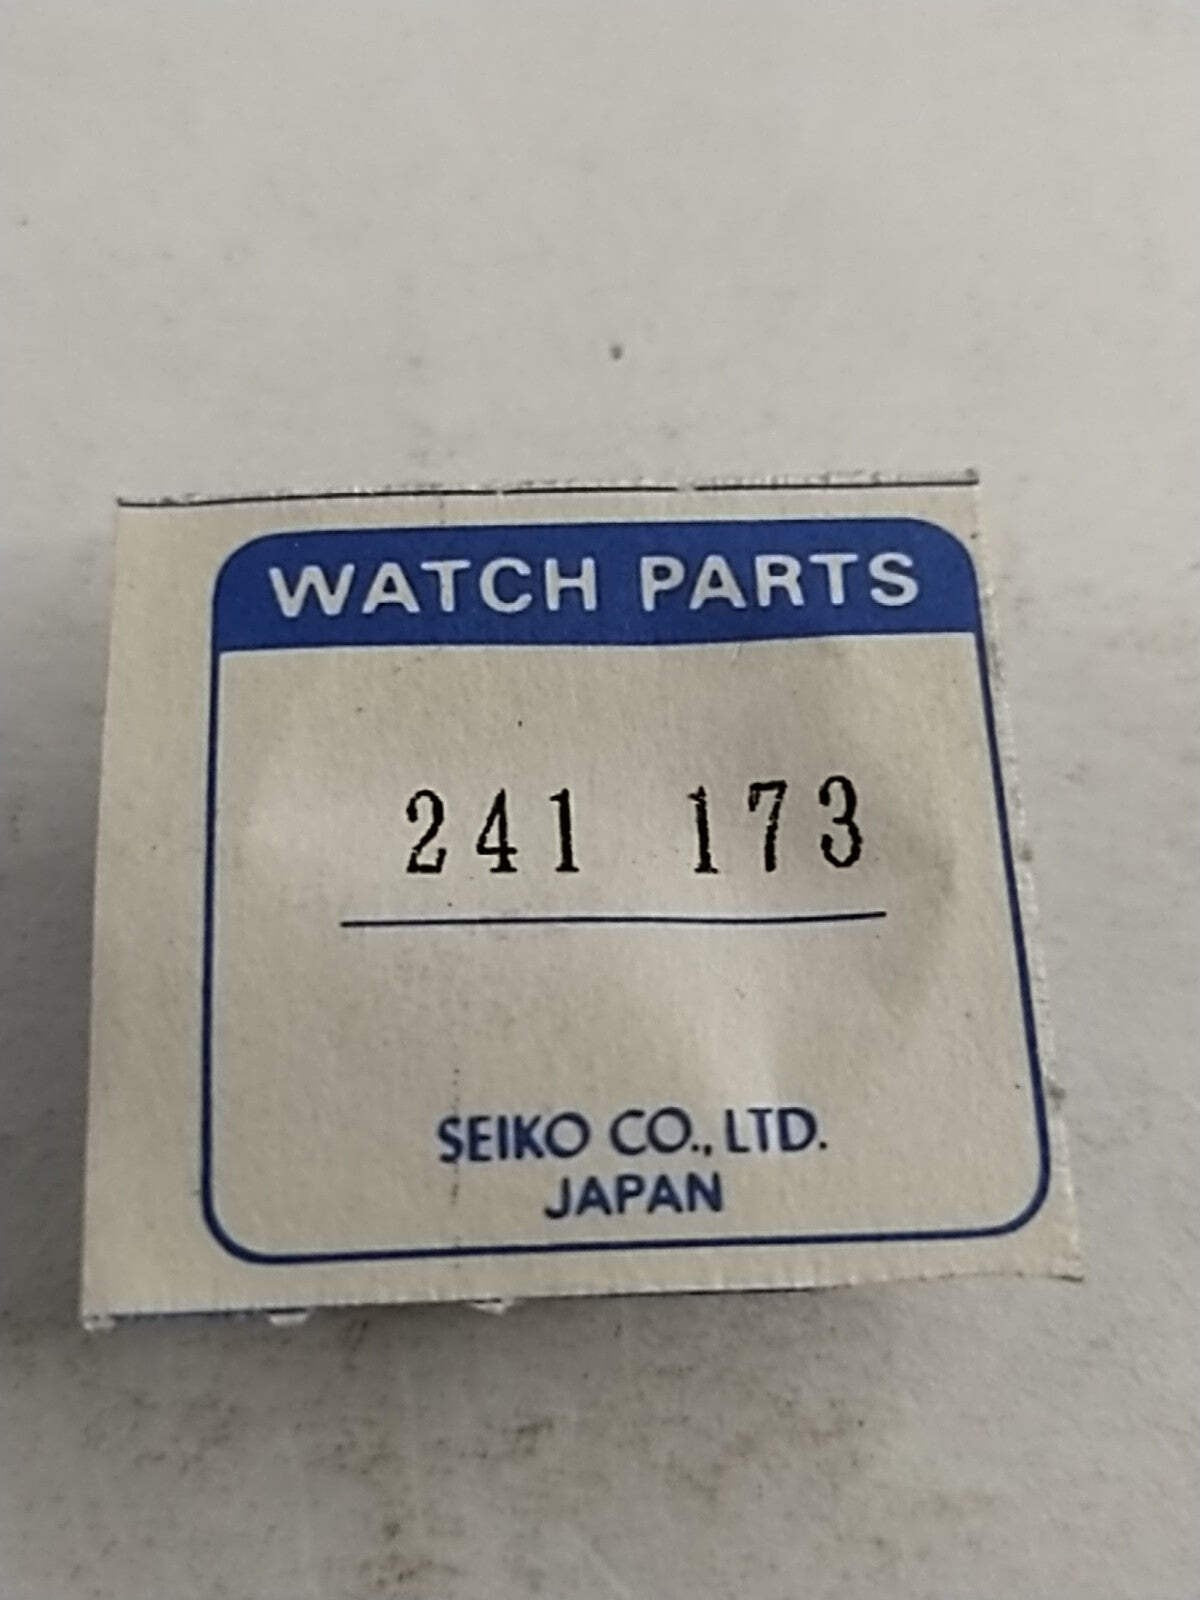 WATCH PARTS
241 173
SEIKO CO., LTD.
JAPAN